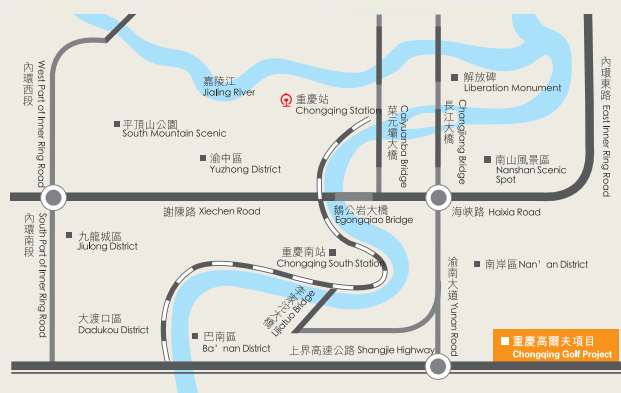 內環西段
West Part of Inner Ring Road
嘉陵江
Jialing River
重慶站
Chongqing Station
菜元壩大橋
Caiyuanba Bridge
長江大橋
Changjiang Bridge
解放碑
Liberation Monument
內環東路 East Inner Ring Road
平頂山公園
South Mountain Scenic
渝中區
Yuzhong District
南山風景區
Nanshan Scenic
Spot
謝陳路 Xiechen Road
鵝公岩大橋
Egongqiao Bridge
海峽路 Haixia Road
內環南段
South Part of Inner Ring Road
九龍城區
Jiulong District
重慶南站
Chongqing South Station
李家沱大橋
Lijiatuo Bridge
渝南大道 Yunan Road
南岸區 Nan' an District
大渡口區
Dadukou District
巴南區
Ba' nan District
上界高速公路 Shangjie Highway
重慶高爾夫項目
Chongqing Golf Project